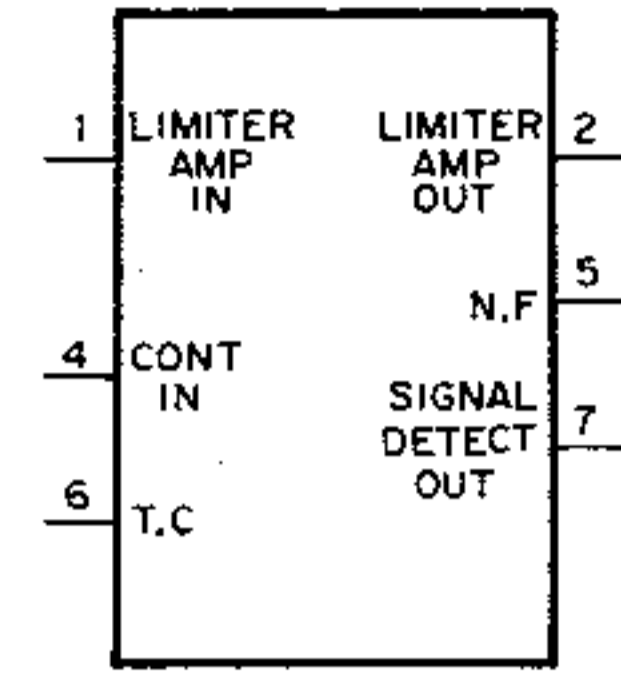 1
LIMITER
AMP
IN
LIMITER
AMP
OUT
2
N.F
5
4
CONT
IN
SIGNAL
DETECT
OUT
7
6
T.C